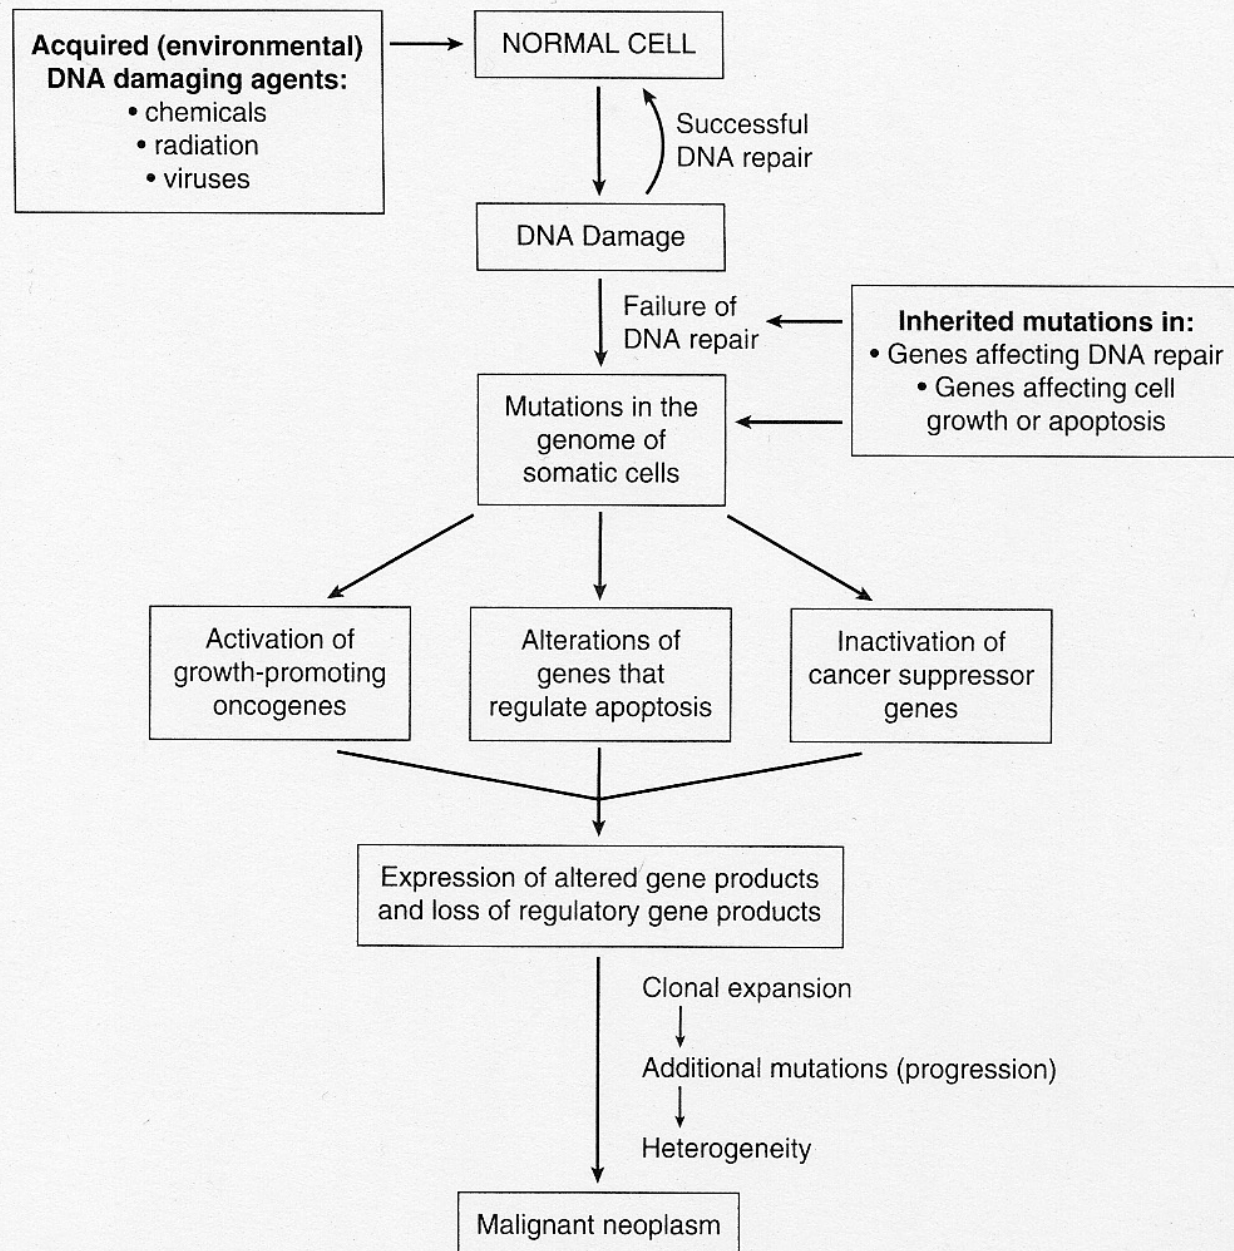 Acquired (environmental)
DNA damaging agents:
• chemicals
• radiation
• viruses
NORMAL CELL
Successful
DNA repair
DNA Damage
Failure of
DNA repair
Inherited mutations in:
• Genes affecting DNA repair
• Genes affecting cell
growth or apoptosis
Mutations in the
genome of
somatic cells
Activation of
growth-promoting
oncogenes
Alterations of
genes that
regulate apoptosis
Inactivation of
cancer suppressor
genes
Expression of altered gene products
and loss of regulatory gene products
Clonal expansion
Additional mutations (progression)
Heterogeneity
Malignant neoplasm